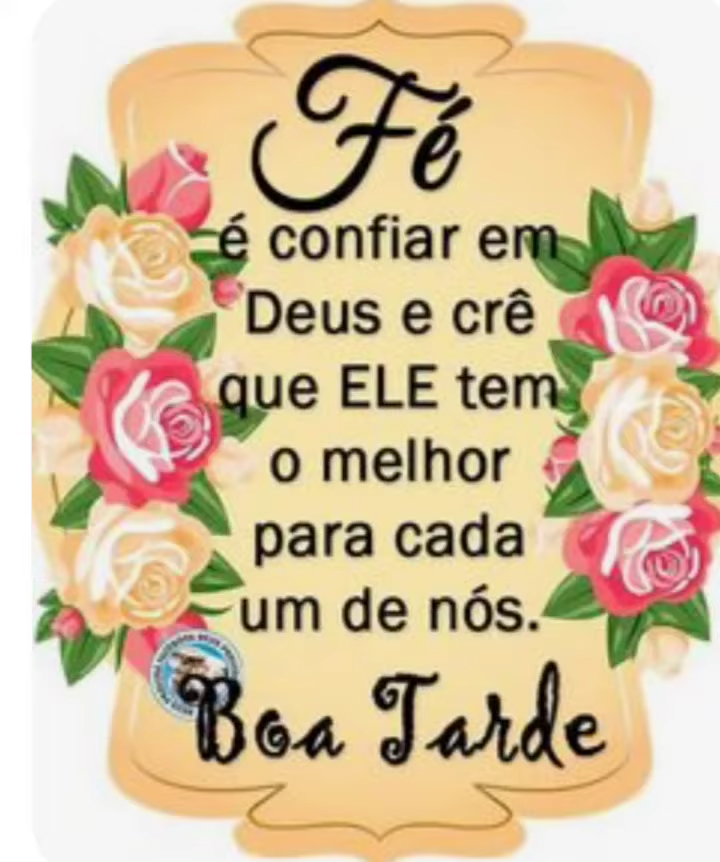 Fé
é confiar em
Deus e crê
que ELE tem
o melhor
para cada
um de nós.
Boa Tarde